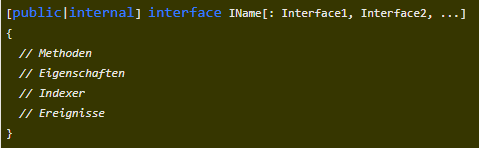 [public|internal] interface IName[: Interface1, Interface2, ...]
{
// Methoden
// Eigenschaften
// Indexer
// Ereignisse
}